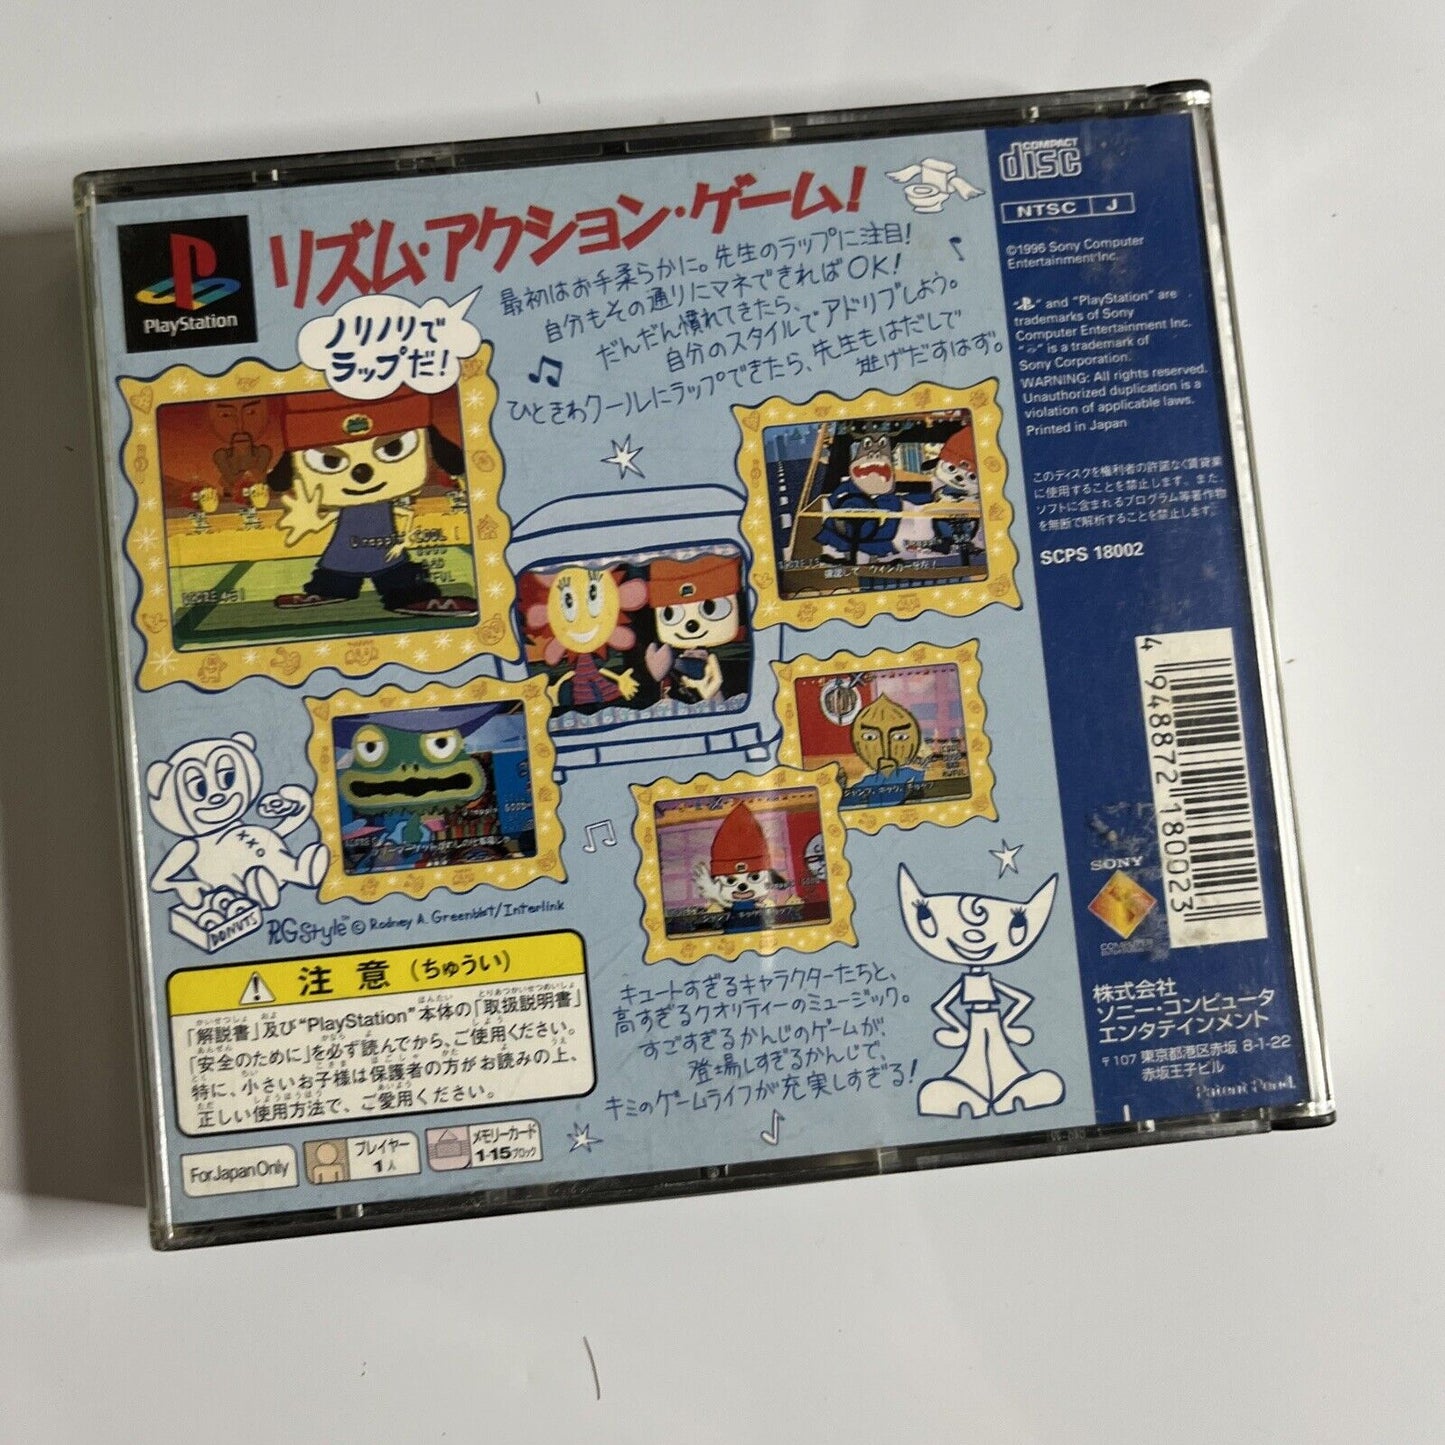 PlayStation
リズム・アクション・ゲーム!
ノリノリで
ラップだ!
最初はお手柔らかに。先生のラップに注目!
自分もその通りにマネできればOK!
だんだん慣れてきたら、
自分のスタイルでアドリブしよう。
ひときわクールにラップできたら、先生もはだしで
逃げだすはず。
COOL
GOOD
BAD
AWFUL
DONUTS
RGStyle™ © Rodney A. Greenblat/Interlink
注意(ちゅうい)
「解説書」及び"PlayStation"本体の「取扱説明書」
「安全のために」を必ず読んでから、ご使用ください。
特に、小さいお子様は保護者の方がお読みの上、
正しい使用方法で、ご愛用ください。
For Japan Only
プレイヤー
1人
メモリーカード
1-15ブロック
キュートすぎるキャラクターたちと、
高すぎるクオリティーのミュージック。
すごすぎるかんじのゲームが、
登場しすぎるかんじで、
キミのゲームライフが充実しすぎる!
COMPACT
disc
NTSC J
©1996 Sony Computer
Entertainment Inc.
" " and "PlayStation" are
trademarks of Sony
Computer Entertainment Inc.
" " is a trademark of
Sony Corporation.
WARNING: All rights reserved.
Unauthorized duplication is a
violation of applicable laws.
Printed in Japan
このディスクを権利者の許諾なく賃貸業
に使用することを禁止します。また、
ソフトに含まれるプログラム等著作物
を無断で解析することを禁止します。
SCPS 18002
4 948872 180023
SONY
株式会社
ソニー・コンピュータ
エンタテインメント
〒107 東京都港区赤坂 8-1-22
赤坂王子ビル
Patent Pend.